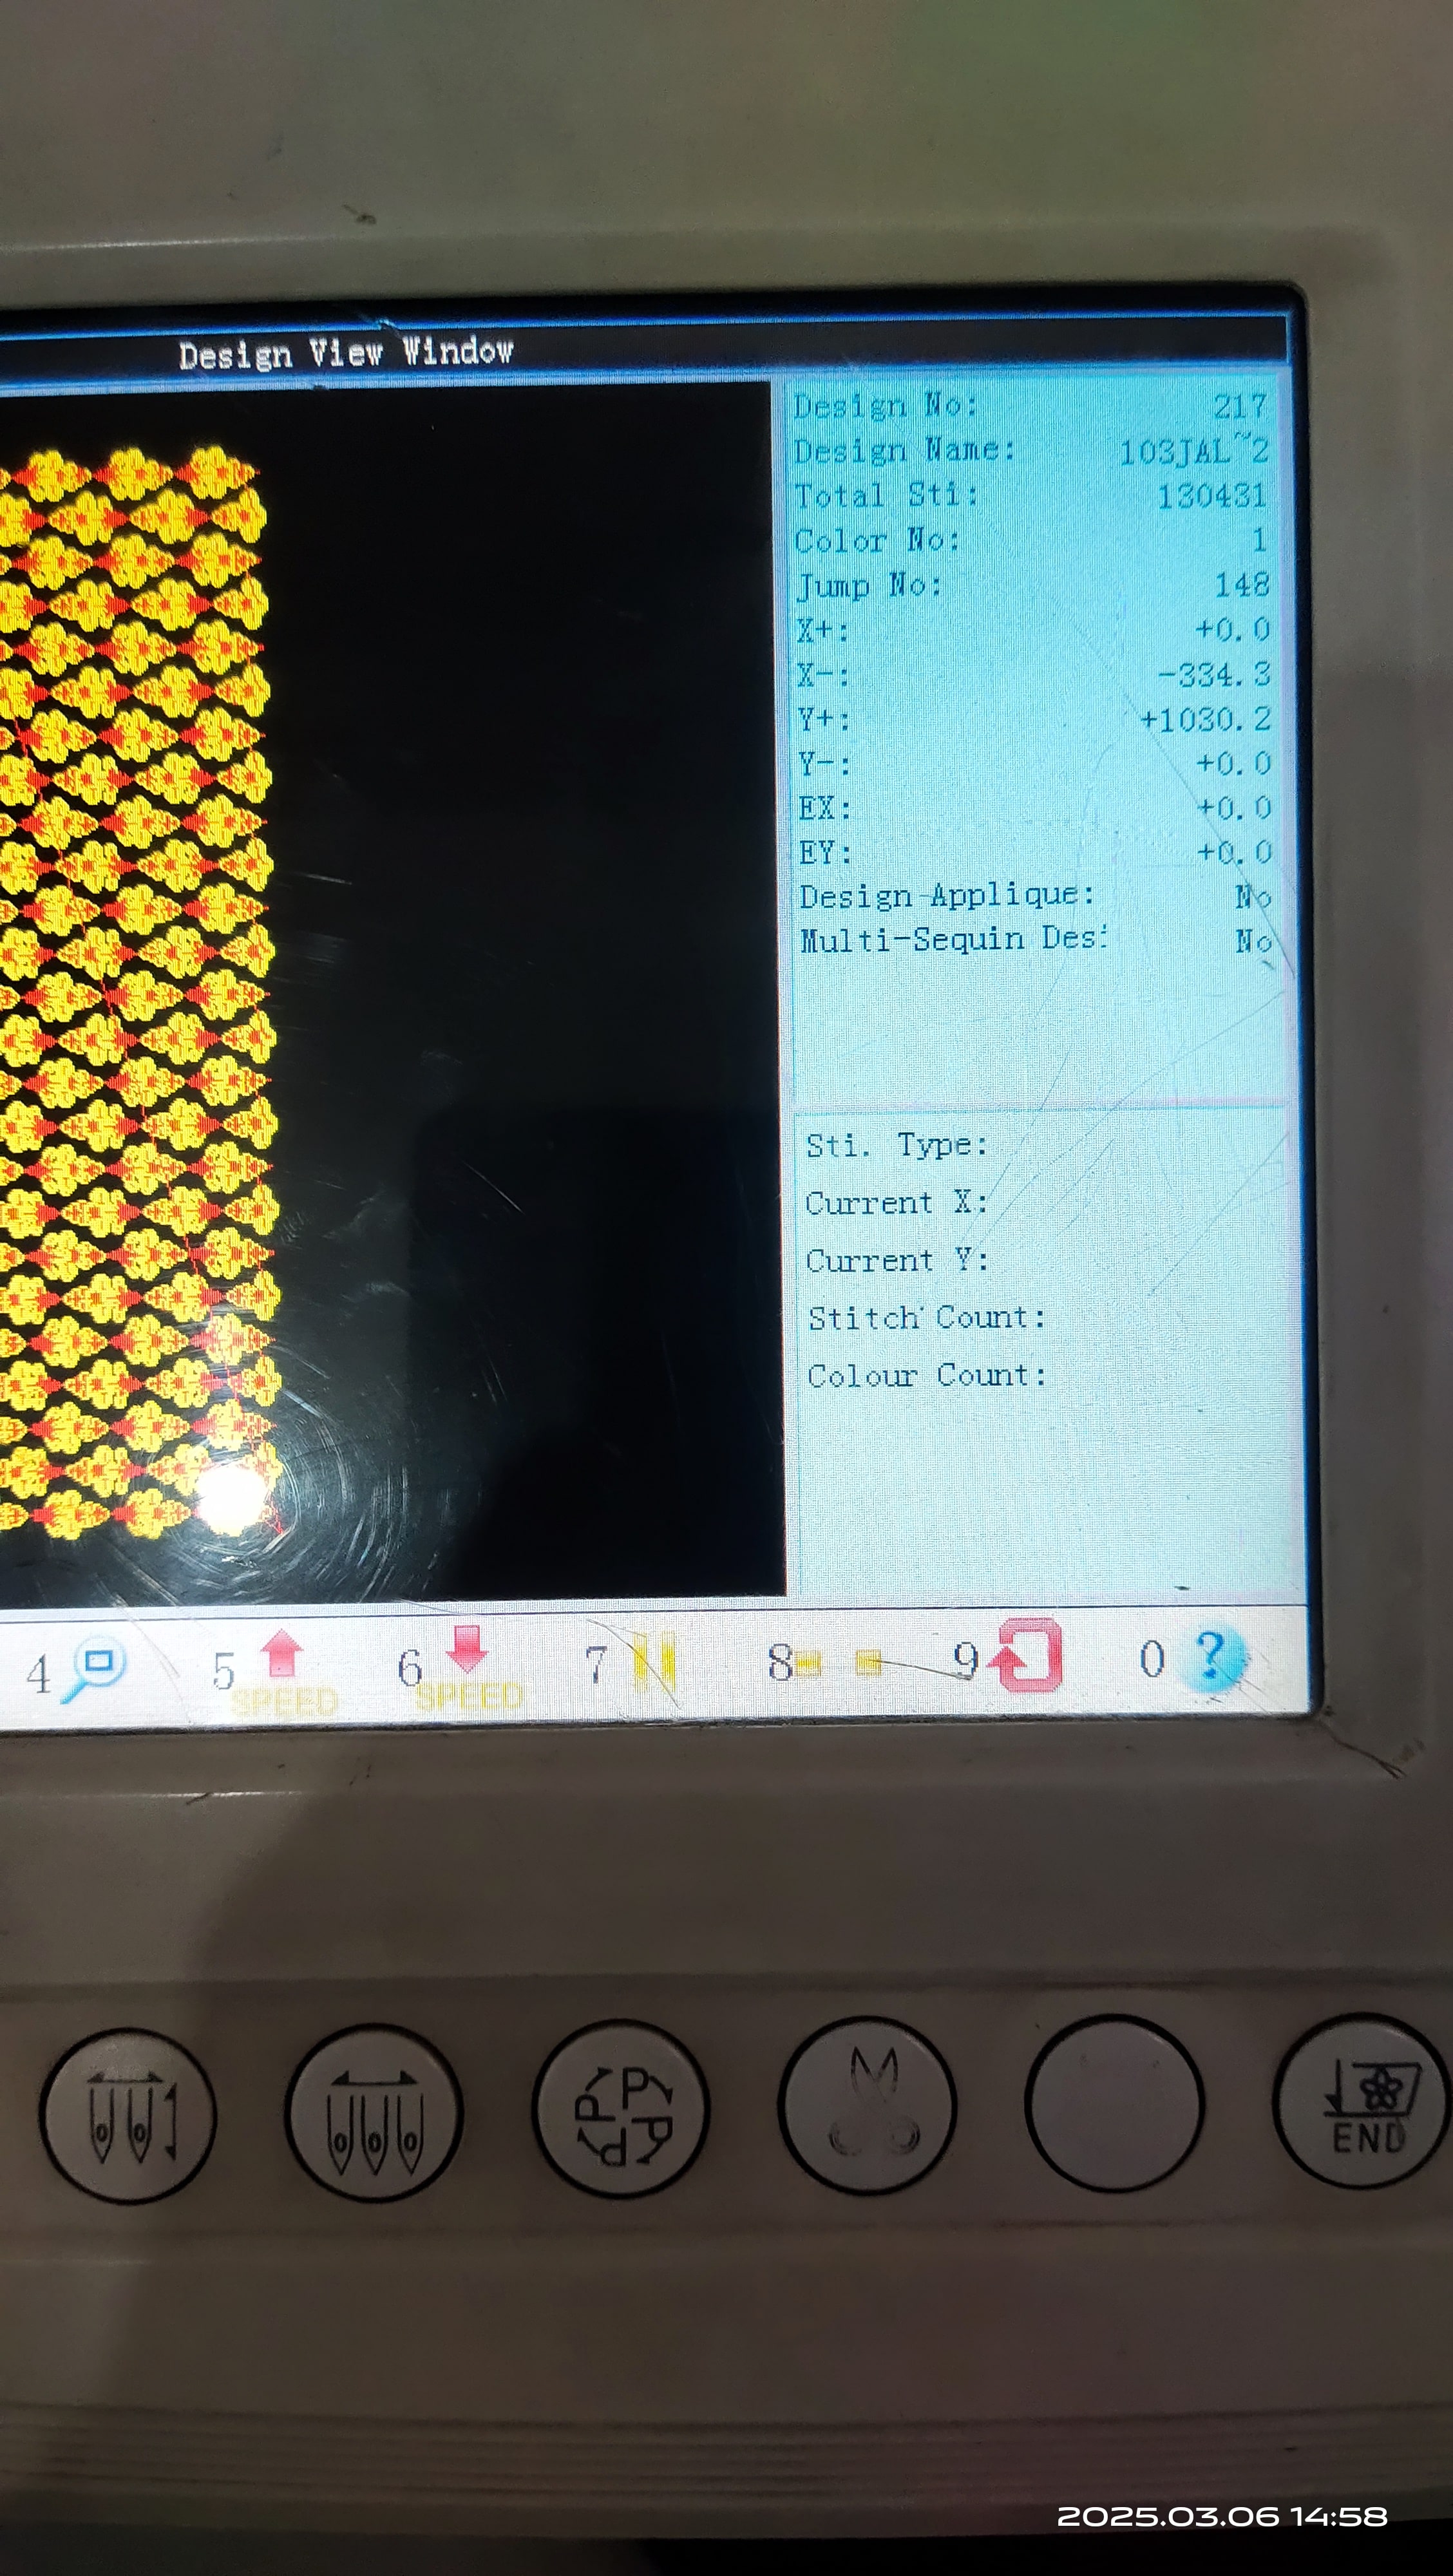 Design View Window
Design No: 217
Design Name: 103JAL~2
Total Sti: 130431
Color No: 1
Jump No: 148
X+: +0.0
X-: -334.3
Y+: +1030.2
Y-: +0.0
EX: +0.0
EY: +0.0
Design Applique: No
Multi-Sequin Des: No
Sti. Type:
Current X:
Current Y:
Stitch Count:
Colour Count:
4 5 SPEED 6 SPEED 7 8 9 0 ?
P P P P
END
2025.03.06 14:58